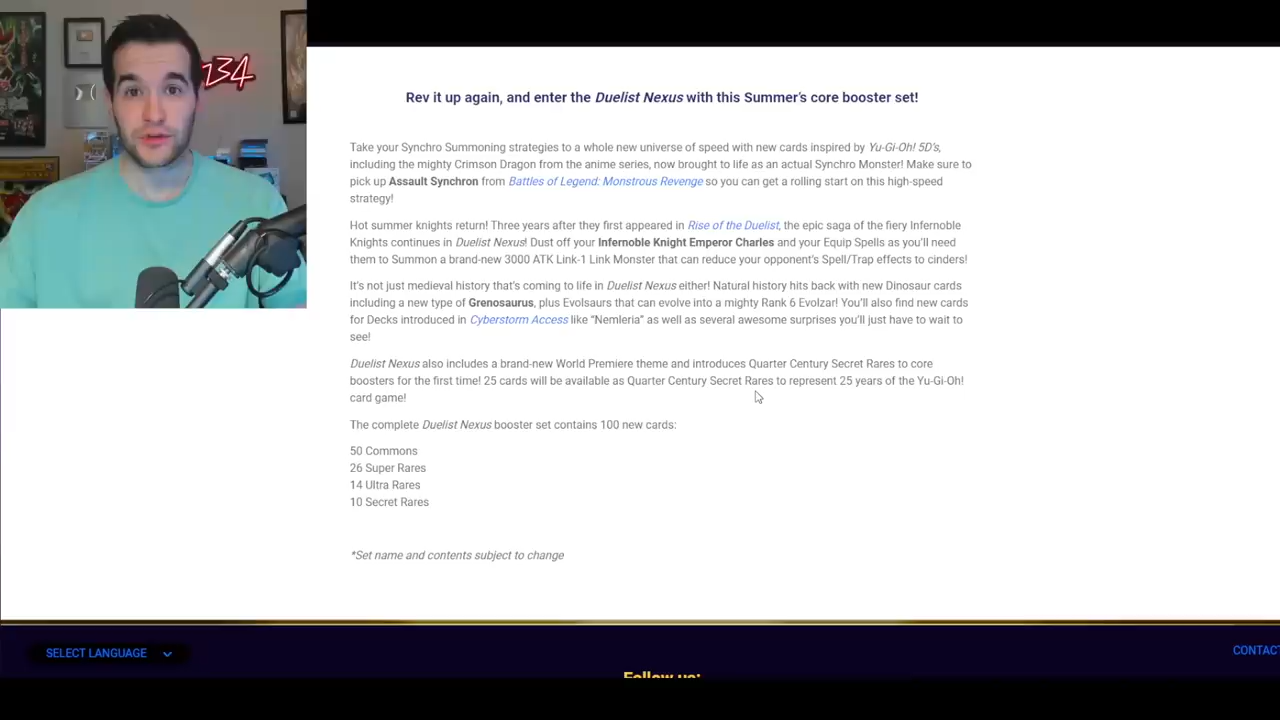 734
Rev it up again, and enter the Duelist Nexus with this Summer's core booster set!
Take your Synchro Summoning strategies to a whole new universe of speed with new cards inspired by Yu-Gi-Oh! 5D's,
including the mighty Crimson Dragon from the anime series, now brought to life as an actual Synchro Monster! Make sure to
pick up Assault Synchron from Battles of Legend: Monstrous Revenge so you can get a rolling start on this high-speed
strategy!
Hot summer knights return! Three years after they first appeared in Rise of the Duelist, the epic saga of the fiery Infernoble
Knights continues in Duelist Nexus! Dust off your Infernoble Knight Emperor Charles and your Equip Spells as you'll need
them to Summon a brand-new 3000 ATK Link-1 Link Monster that can reduce your opponent's Spell/Trap effects to cinders!
It's not just medieval history that's coming to life in Duelist Nexus either! Natural history hits back with new Dinosaur cards
including a new type of Grenosaurus, plus Evolsaurs that can evolve into a mighty Rank 6 Evolzar! You'll also find new cards
for Decks introduced in Cyberstorm Access like “Nemleria” as well as several awesome surprises you'll just have to wait to
see!
Duelist Nexus also includes a brand-new World Premiere theme and introduces Quarter Century Secret Rares to core
boosters for the first time! 25 cards will be available as Quarter Century Secret Rares to represent 25 years of the Yu-Gi-Oh!
card game!
The complete Duelist Nexus booster set contains 100 new cards:
50 Commons
26 Super Rares
14 Ultra Rares
10 Secret Rares
*Set name and contents subject to change
SELECT LANGUAGE
CONTACT
Follow us: